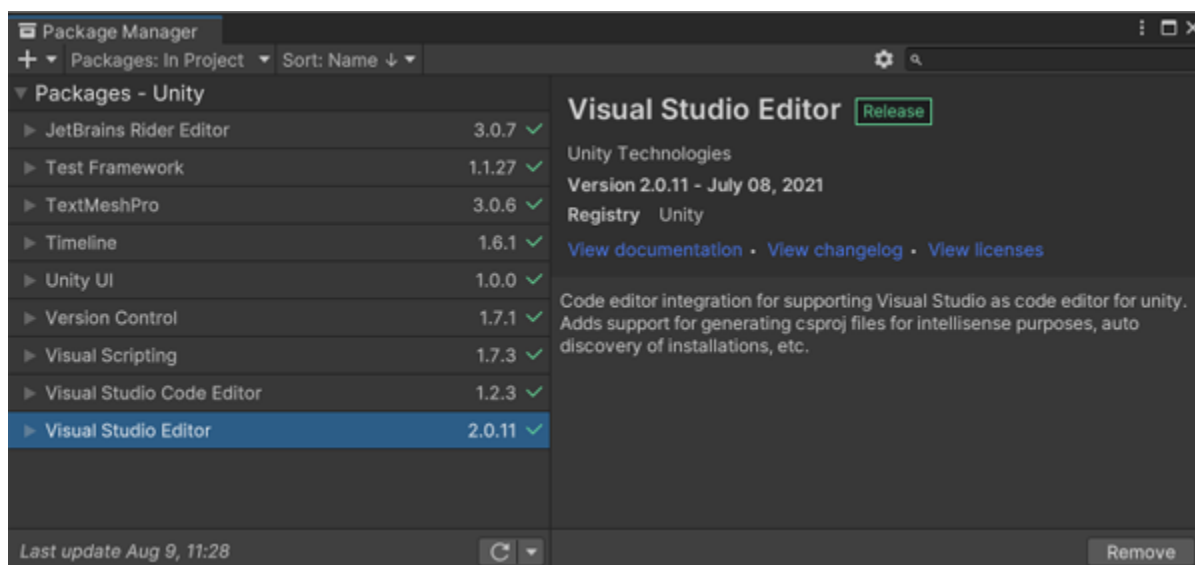 Package Manager
Packages: In Project Sort: Name ↓
Packages - Unity
JetBrains Rider Editor 3.0.7
Test Framework 1.1.27
TextMeshPro 3.0.6
Timeline 1.6.1
Unity UI 1.0.0
Version Control 1.7.1
Visual Scripting 1.7.3
Visual Studio Code Editor 1.2.3
Visual Studio Editor 2.0.11
Last update Aug 9, 11:28
Visual Studio Editor Release
Unity Technologies
Version 2.0.11 - July 08, 2021
Registry Unity
View documentation • View changelog • View licenses
Code editor integration for supporting Visual Studio as code editor for unity.
Adds support for generating csproj files for intellisense purposes, auto
discovery of installations, etc.
Remove